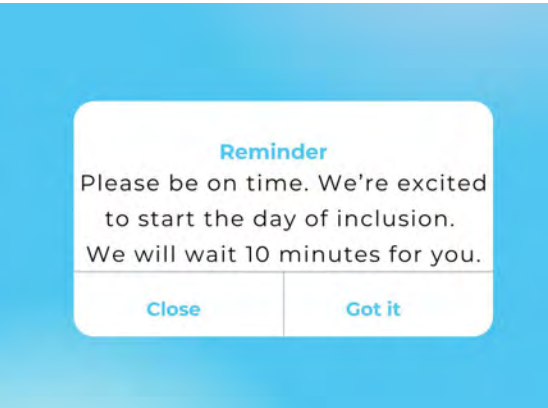 Reminder
Please be on time. We're excited
to start the day of inclusion.
We will wait 10 minutes for you.
Close
Got it